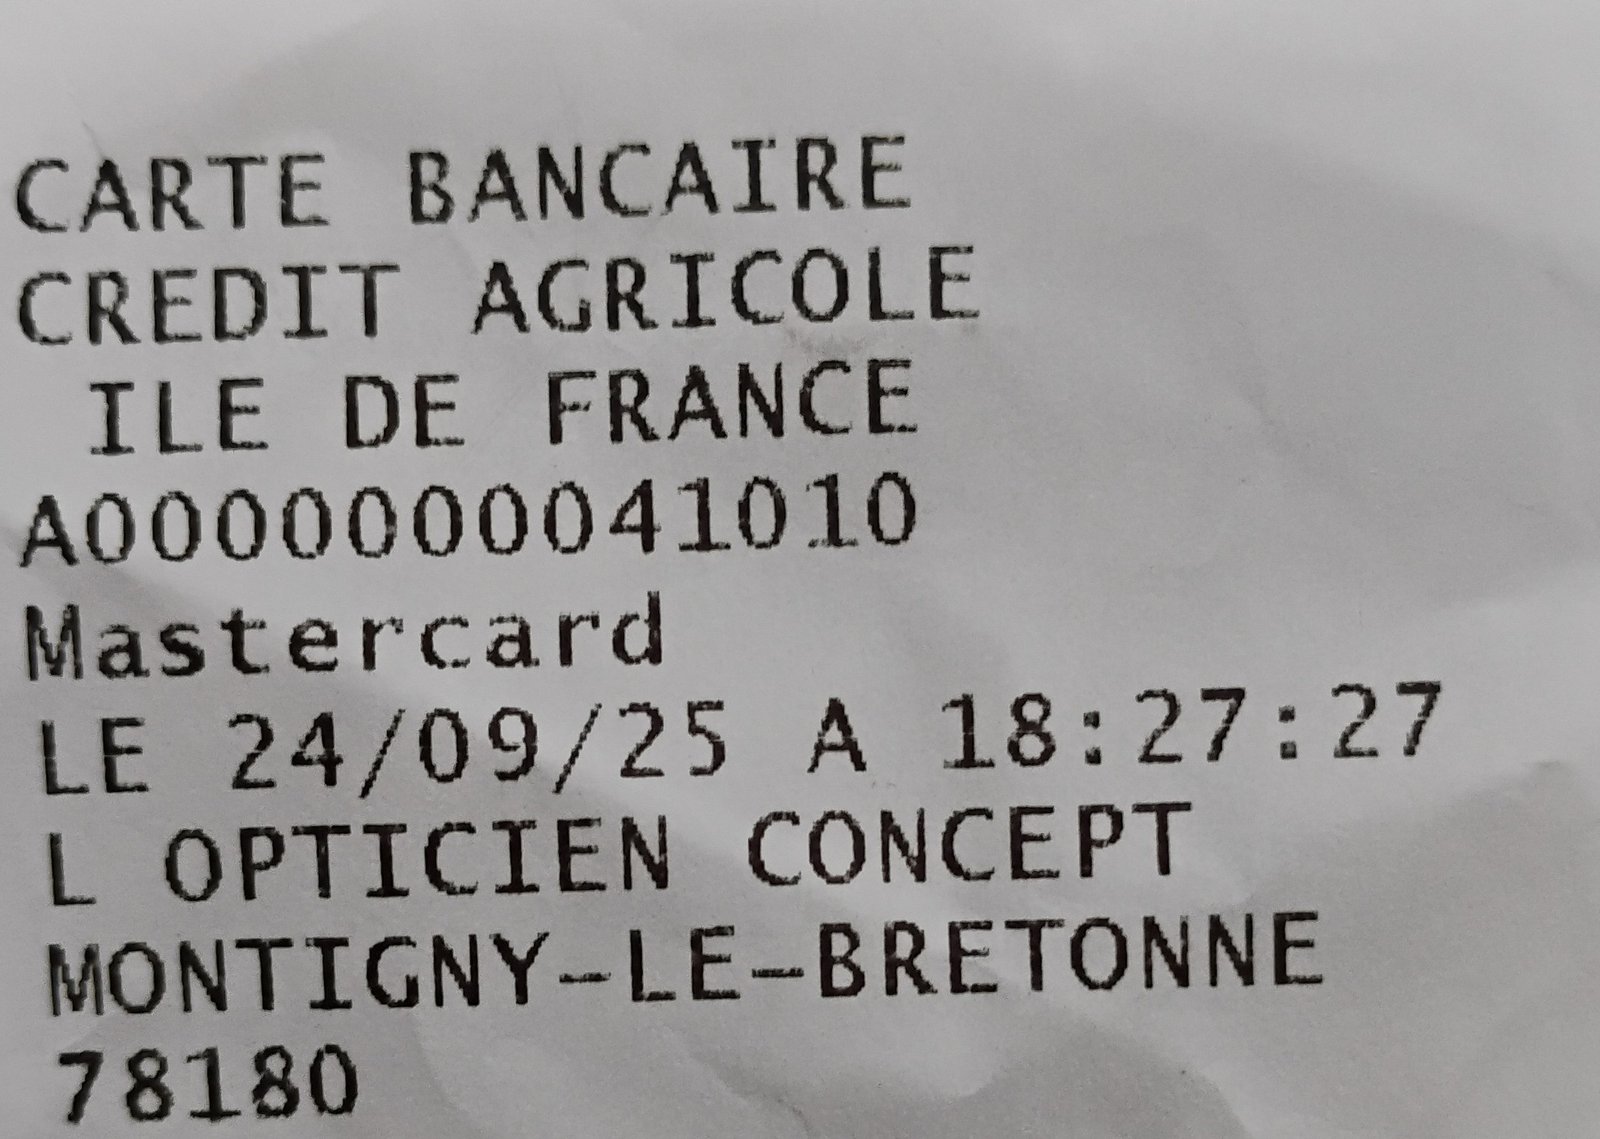 CARTE BANCAIRE
CREDIT AGRICOLE
ILE DE FRANCE
A0000000041010
Mastercard
LE 24/09/25 A 18:27:27
L OPTICIEN CONCEPT
MONTIGNY-LE-BRETONNE
78180